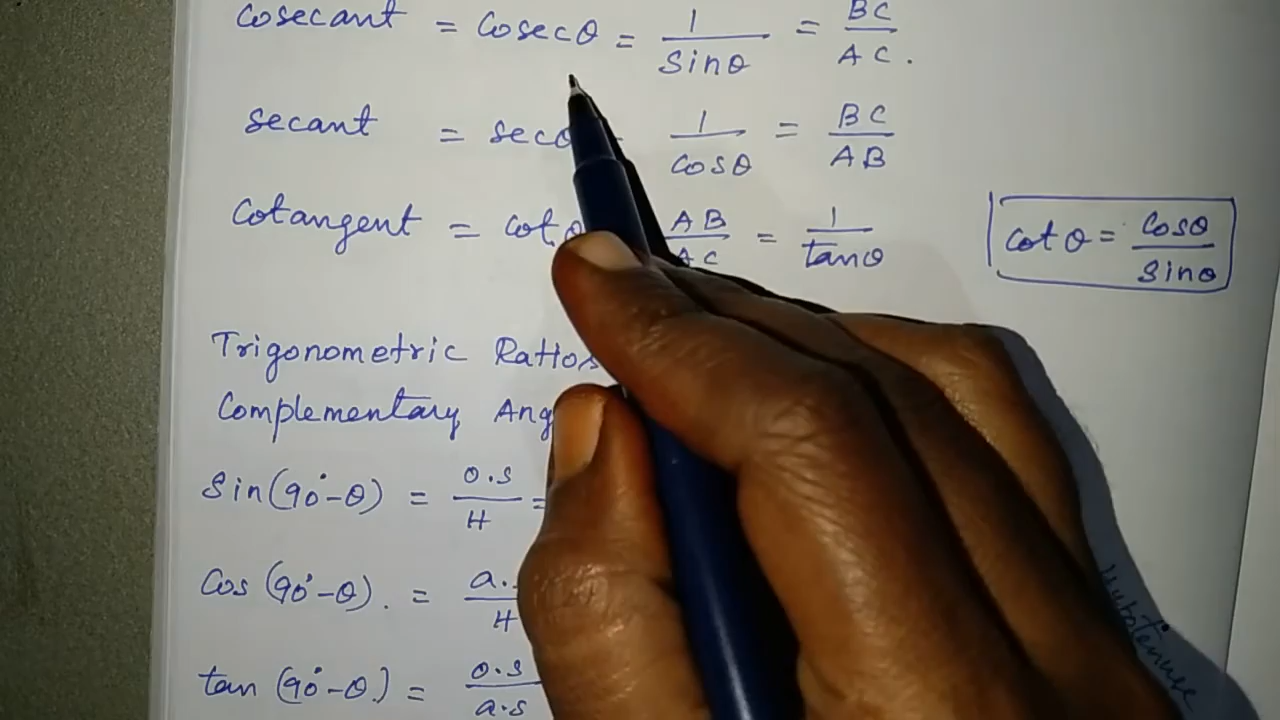 Cosecant = Cosecθ = 1/Sinθ = BC/AC.
Secant = sec 1/Cosθ = BC/AB
Cotangent = cotθ AB/AC = 1/Tanθ
cot θ = Cosθ/Sinθ
Trigonometric Ratios
Complementary
Sin(90°-θ) = o.s/H =
Cos (90°-θ). = a./H
tan (90°-θ.) = o.s/a.s
Hypotenuse